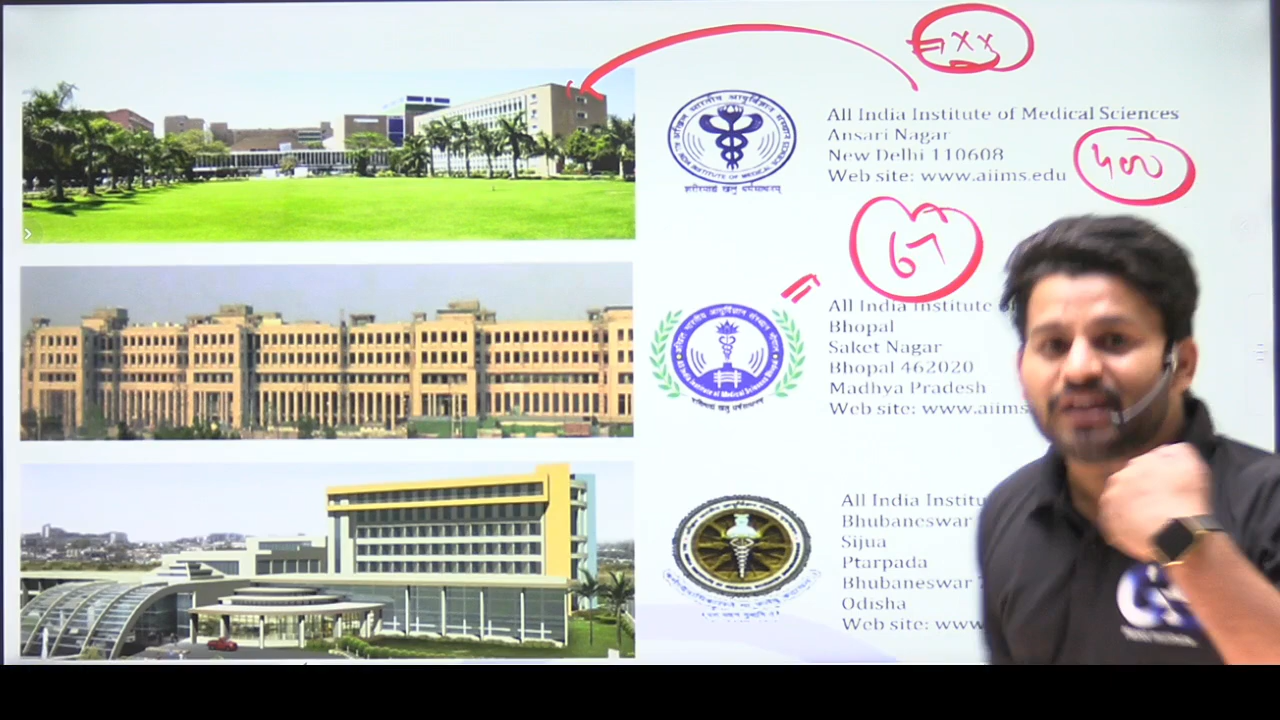 xx
All India Institute of Medical Sciences
Ansari Nagar
New Delhi 110608
Web site: www.aiims.edu
All India Institute
Bhopal
Saket Nagar
Bhopal 462020
Madhya Pradesh
Web site: www.aiims
All India Institu
Bhubaneswar
Sijua
Ptarpada
Bhubaneswar
Odisha
Web site: www